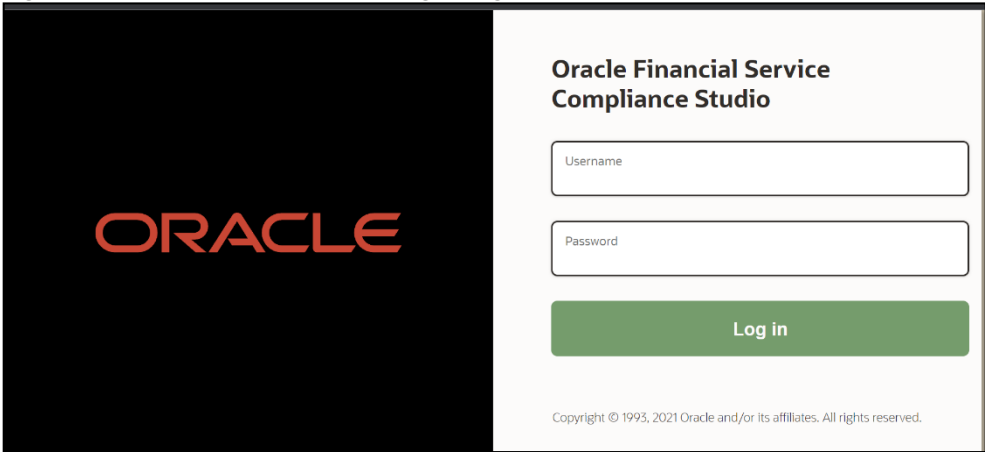 ORACLE
Oracle Financial Service
Compliance Studio
Username
Password
Log in
Copyright © 1993, 2021 Oracle and/or its affiliates. All rights reserved.